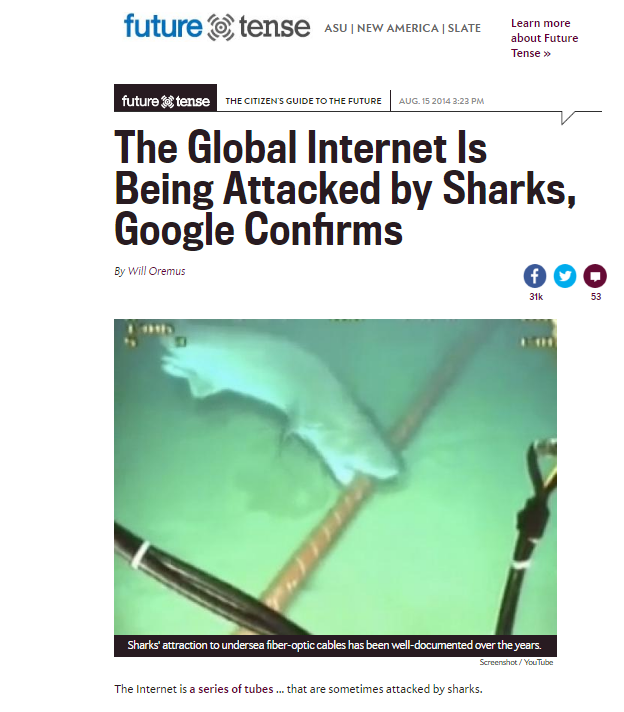 future tense ASU | NEW AMERICA | SLATE
Learn more
about Future
Tense »
future tense THE CITIZEN'S GUIDE TO THE FUTURE AUG. 15 2014 3:23 PM
The Global Internet Is
Being Attacked by Sharks,
Google Confirms
By Will Oremus
31k 53
Sharks' attraction to undersea fiber-optic cables has been well-documented over the years.
Screenshot / YouTube
The Internet is a series of tubes ... that are sometimes attacked by sharks.